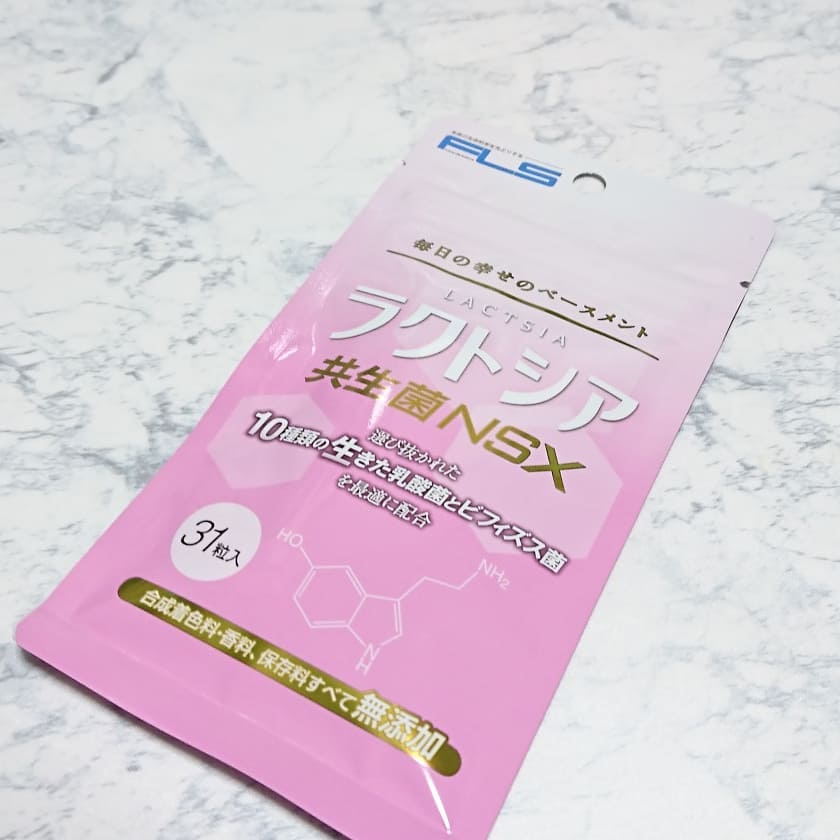 FLS
毎日の幸せのベースメント
LACTSIA
ラクトシア
共生菌NSX
選び抜かれた
10種類の生きた乳酸菌とビフィズス菌
を最適に配合
31粒入
HO
NH₂
N
H
合成着色料・香料、保存料すべて無添加